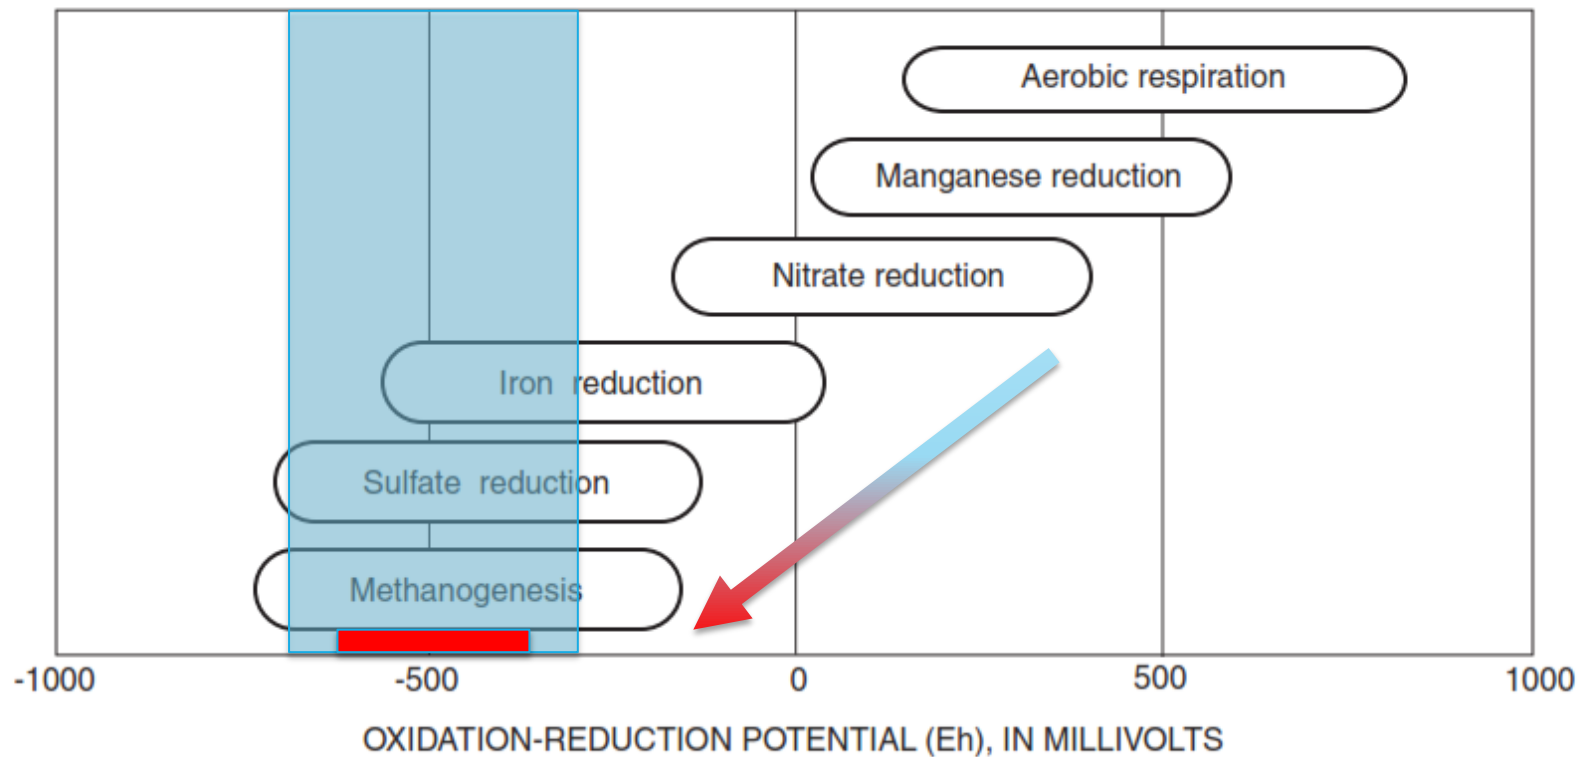 Aerobic respiration
Manganese reduction
Nitrate reduction
Iron reduction
Sulfate reduction
Methanogenesis
-1000 -500 0 500 1000
OXIDATION-REDUCTION POTENTIAL (Eh), IN MILLIVOLTS